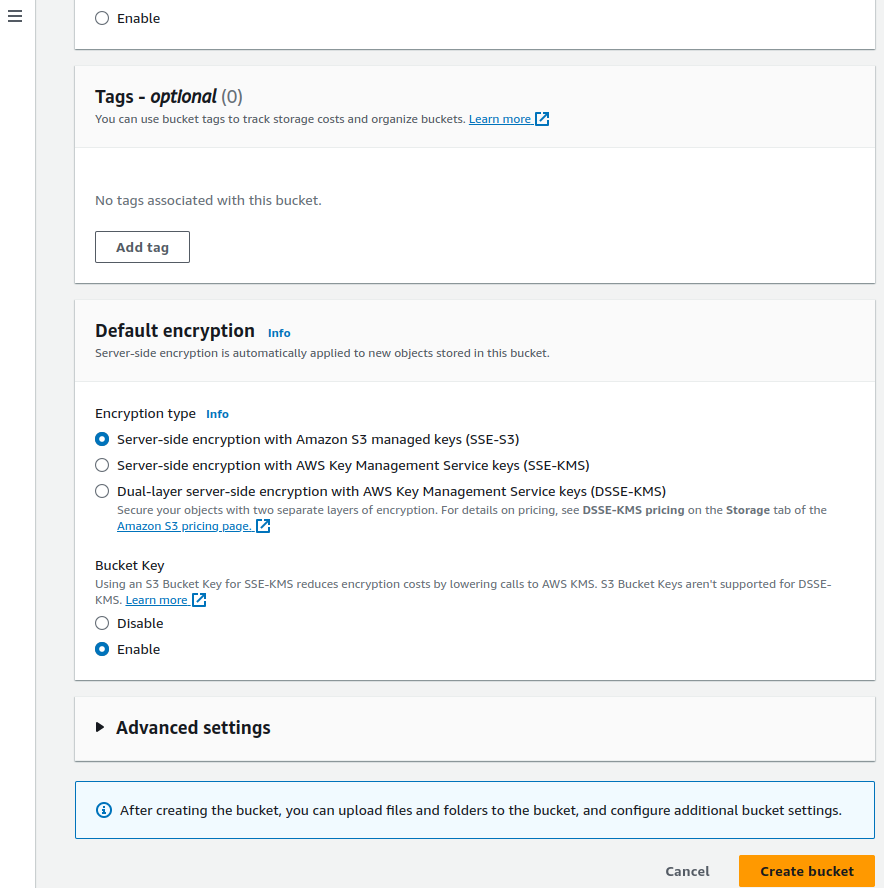 Enable
Tags - optional (0)
You can use bucket tags to track storage costs and organize buckets. Learn more
No tags associated with this bucket.
Add tag
Default encryption Info
Server-side encryption is automatically applied to new objects stored in this bucket.
Encryption type Info
Server-side encryption with Amazon S3 managed keys (SSE-S3)
Server-side encryption with AWS Key Management Service keys (SSE-KMS)
Dual-layer server-side encryption with AWS Key Management Service keys (DSSE-KMS)
Secure your objects with two separate layers of encryption. For details on pricing, see DSSE-KMS pricing on the Storage tab of the
Amazon S3 pricing page.
Bucket Key
Using an S3 Bucket Key for SSE-KMS reduces encryption costs by lowering calls to AWS KMS. S3 Bucket Keys aren't supported for DSSE-
KMS. Learn more
Disable
Enable
Advanced settings
After creating the bucket, you can upload files and folders to the bucket, and configure additional bucket settings.
Cancel Create bucket